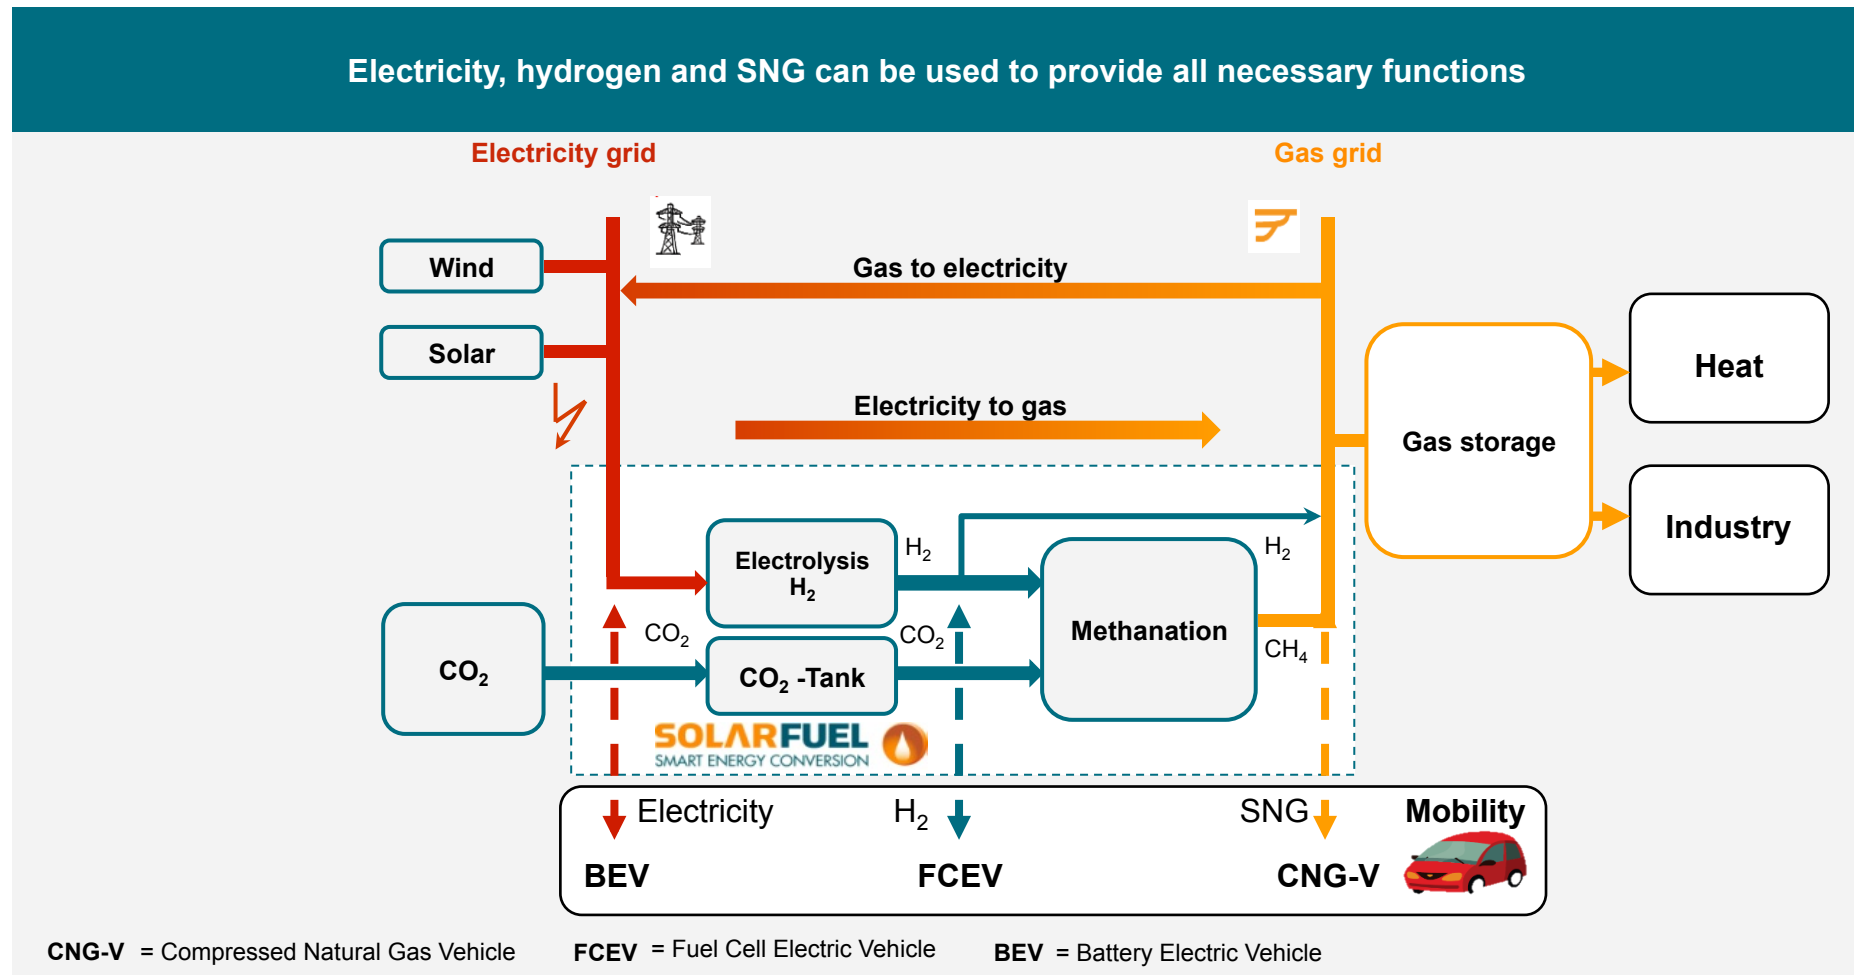 Electricity, hydrogen and SNG can be used to provide all necessary functions
Electricity grid
Gas grid
Wind
Gas to electricity
Solar
Heat
Electricity to gas
Gas storage
Industry
Electrolysis
H₂
H₂
H₂
CO₂
CO₂
Methanation
CH₄
CO₂
CO₂ -Tank
SOLARFUEL
SMART ENERGY CONVERSION
Electricity
H₂
SNG
Mobility
BEV
FCEV
CNG-V
CNG-V = Compressed Natural Gas Vehicle
FCEV = Fuel Cell Electric Vehicle
BEV = Battery Electric Vehicle